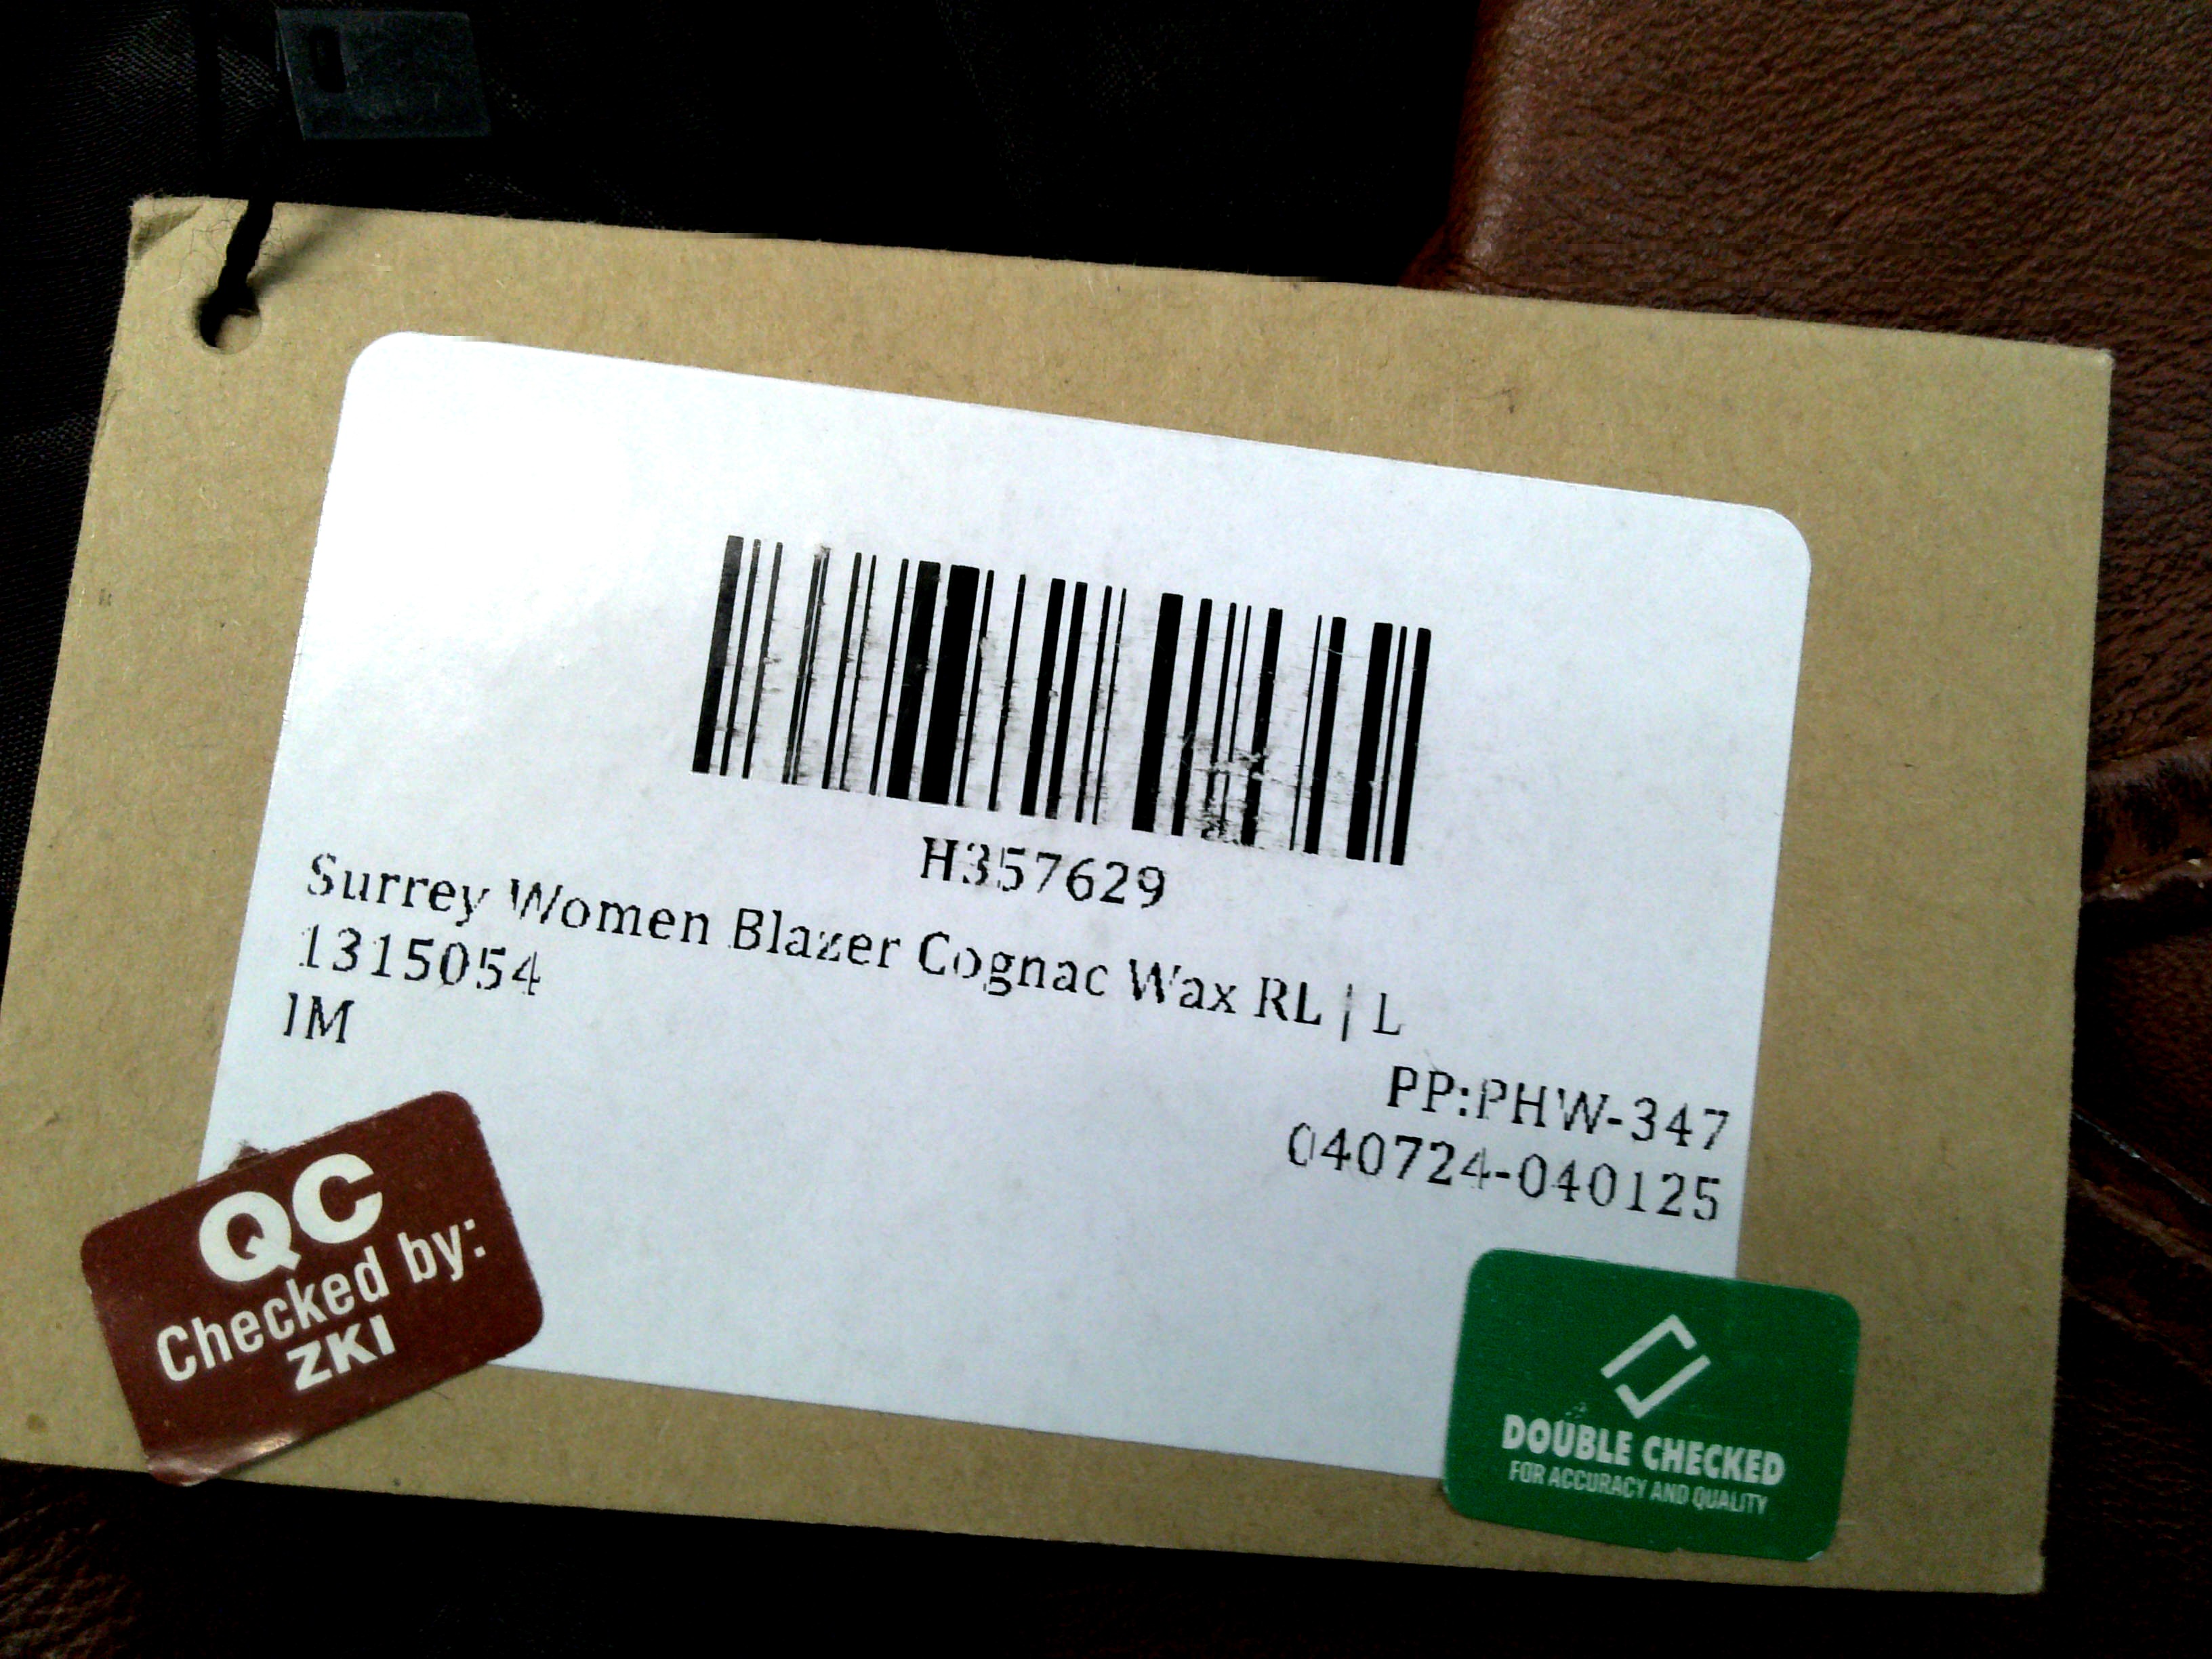 H357629
Surrey Women Blazer Cognac Wax RL | L
1315054
1M
PP:PHW-347
040724-040125
QC
Checked by:
ZKI
DOUBLE CHECKED
FOR ACCURACY AND QUALITY